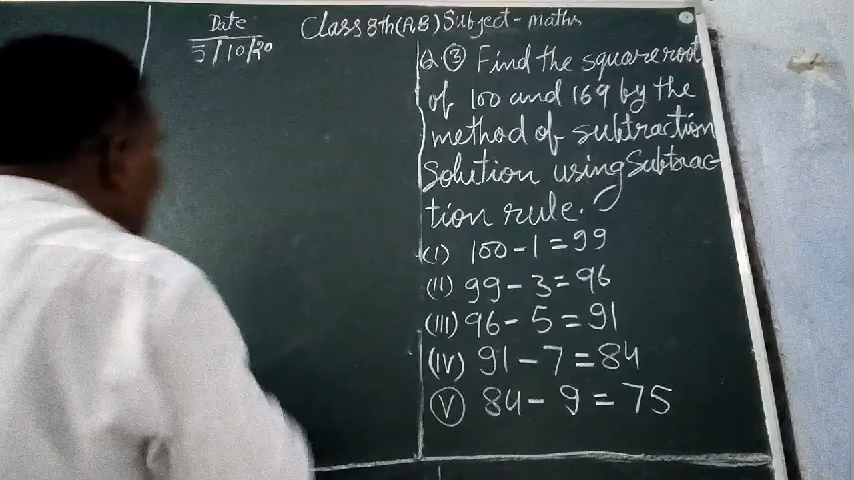 Date
5/10/20
Class 8th (A,B) Subject - Maths
Q. ③ Find the square root
of 100 and 169 by the
method of subtraction
Solution using Subtrac-
tion rule.
(I) 100 - 1 = 99
(II) 99 - 3 = 96
(III) 96 - 5 = 91
(IV) 91 - 7 = 84
Ⓥ 84 - 9 = 75